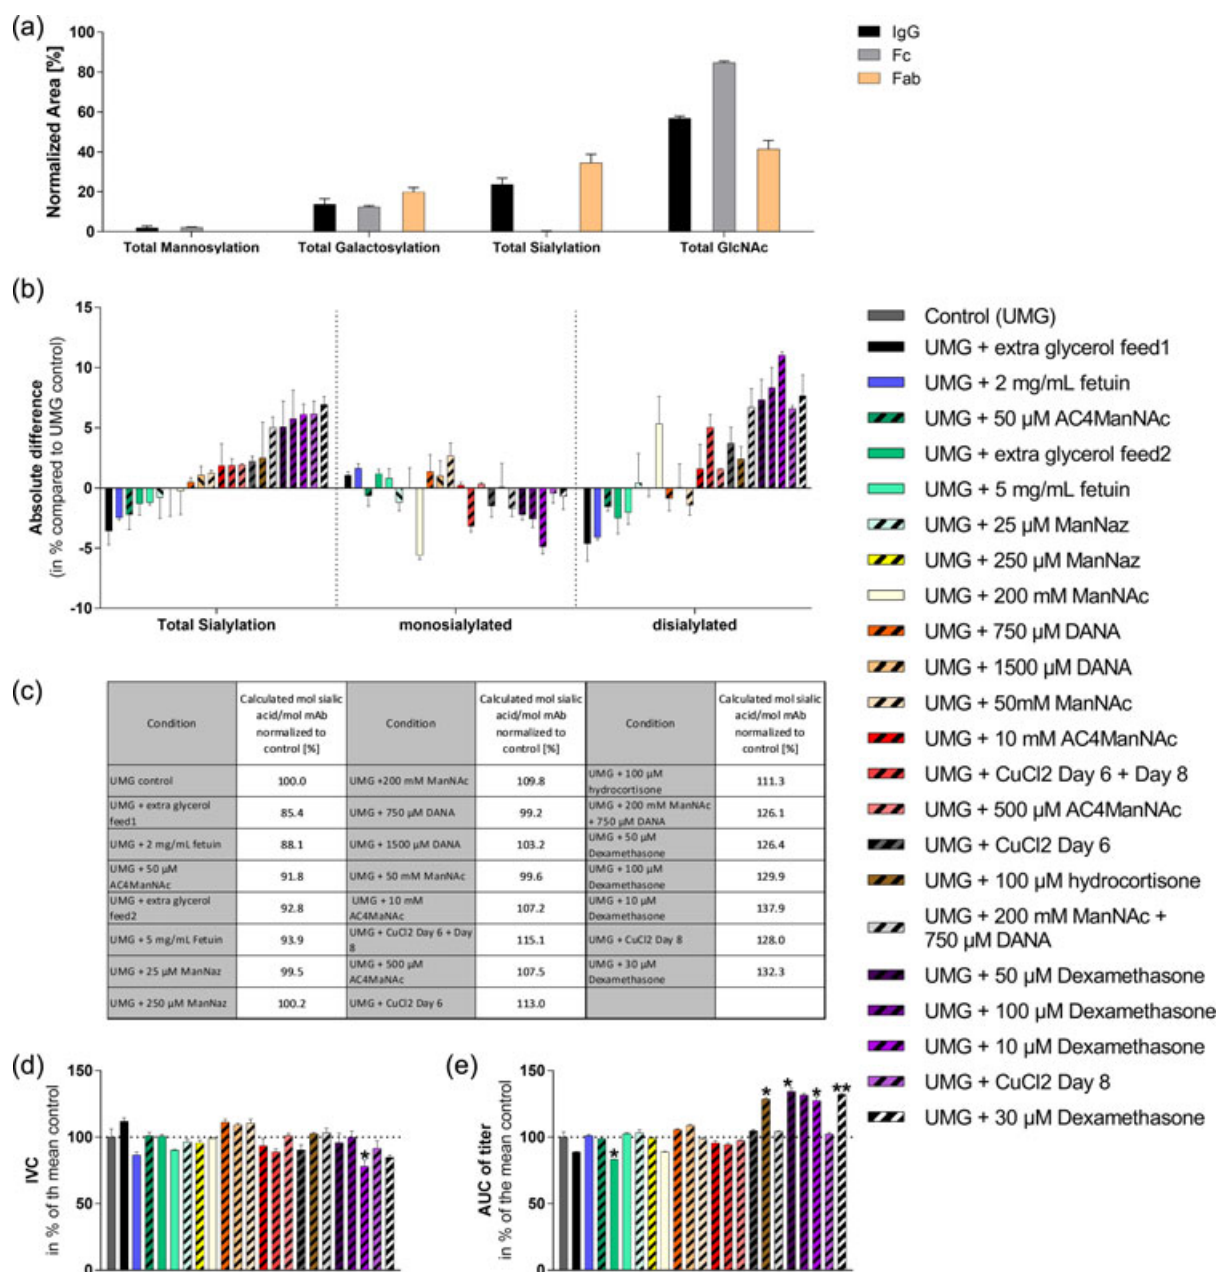 (a)
Normalized Area [%]
100
80
60
40
20
0
Total Mannosylation
Total Galactosylation
Total Sialylation
Total GlcNAc
IgG
Fc
Fab
(b)
Absolute difference
(in % compared to UMG control)
15
10
5
0
-5
-10
Total Sialylation
monosialylated
disialylated
Control (UMG)
UMG + extra glycerol feed1
UMG + 2 mg/mL fetuin
UMG + 50 µM AC4ManNAc
UMG + extra glycerol feed2
UMG + 5 mg/mL fetuin
UMG + 25 µM ManNaz
UMG + 250 µM ManNaz
UMG + 200 mM ManNAc
UMG + 750 µM DANA
UMG + 1500 µM DANA
UMG + 50mM ManNAc
UMG + 10 mM AC4ManNAc
UMG + CuCl2 Day 6 + Day 8
UMG + 500 µM AC4ManNAc
UMG + CuCl2 Day 6
UMG + 100 µM hydrocortisone
UMG + 200 mM ManNAc +
750 µM DANA
UMG + 50 µM Dexamethasone
UMG + 100 µM Dexamethasone
UMG + 10 µM Dexamethasone
UMG + CuCl2 Day 8
UMG + 30 µM Dexamethasone
(c)
Condition
Calculated mol sialic
acid/mol mAb
normalized to
control [%]
Condition
Calculated mol sialic
acid/mol mAb
normalized to
control [%]
Condition
Calculated mol sialic
acid/mol mAb
normalized to
control [%]
UMG control
100.0
UMG +200 mM ManNAc
109.8
UMG + 100 µM
hydrocortisone
111.3
UMG + extra glycerol
feed1
85.4
UMG + 750 µM DANA
99.2
UMG + 200 mM ManNAc
+ 750 µM DANA
126.1
UMG + 2 mg/mL fetuin
88.1
UMG + 1500 µM DANA
103.2
UMG + 50 µM
Dexamethasone
126.4
UMG + 50 µM
AC4ManNAc
91.8
UMG + 50 mM ManNAc
99.6
UMG + 100 µM
Dexamethasone
129.9
UMG + extra glycerol
feed2
92.8
UMG + 10 mM
AC4MaNAc
107.2
UMG + 10 µM
Dexamethasone
137.9
UMG + 5 mg/mL Fetuin
93.9
UMG + CuCl2 Day 6 + Day
8
115.1
UMG + CuCl2 Day 8
128.0
UMG + 25 µM ManNaz
99.5
UMG + 500 µM
AC4MaNAc
107.5
UMG + 30 µM
Dexamethasone
132.3
UMG + 250 µM ManNaz
100.2
UMG + CuCl2 Day 6
113.0
(d)
IVC
in % of th mean control
150
100
50
0
*
(e)
AUC of titer
in % of the mean control
150
100
50
0
*
*
*
*
**